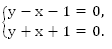 y − x − 1 = 0,
y + x + 1 = 0.